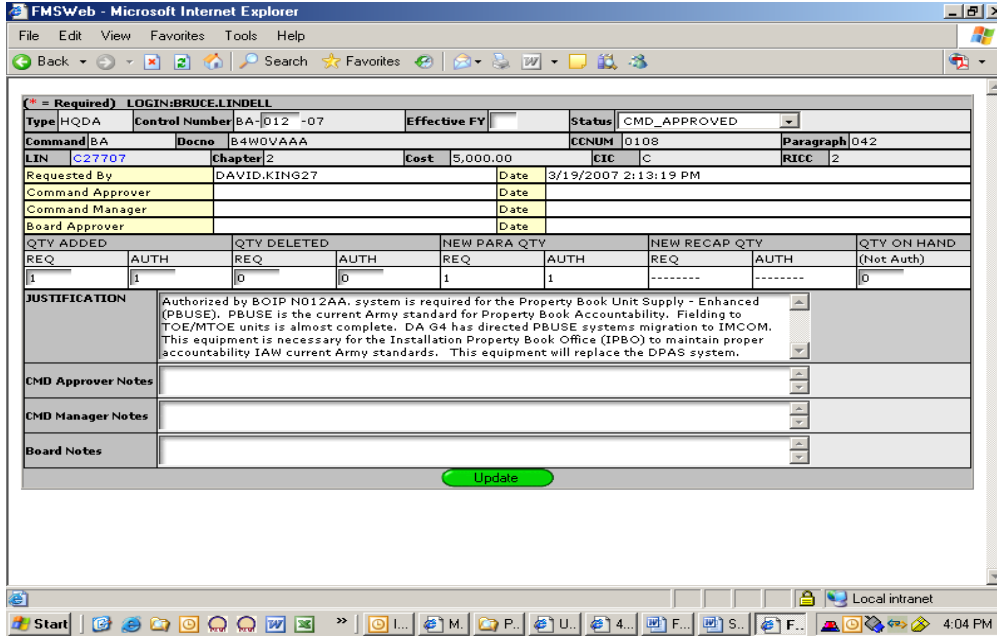 FMSWeb - Microsoft Internet Explorer
File Edit View Favorites Tools Help
Back Search Favorites
(* = Required) LOGIN:BRUCE.LINDELL
Type HQDA Control Number BA-012 -07 Effective FY Status CMD_APPROVED
Command BA Docno B4W0VAAA CCNUM 0108 Paragraph 042
LIN C27707 Chapter 2 Cost 5,000.00 CIC C RICC 2
Requested By DAVID.KING27 Date 3/19/2007 2:13:19 PM
Command Approver Date
Command Manager Date
Board Approver Date
QTY ADDED QTY DELETED NEW PARA QTY NEW RECAP QTY QTY ON HAND
REQ AUTH REQ AUTH REQ AUTH REQ AUTH (Not Auth)
1 1 0 0 1 1 -------- -------- 0
JUSTIFICATION Authorized by BOIP N012AA. system is required for the Property Book Unit Supply - Enhanced
(PBUSE). PBUSE is the current Army standard for Property Book Accountability. Fielding to
TOE/MTOE units is almost complete. DA G4 has directed PBUSE systems migration to IMCOM.
This equipment is necessary for the Installation Property Book Office (IPBO) to maintain proper
accountability IAW current Army standards. This equipment will replace the DPAS system.
CMD Approver Notes
CMD Manager Notes
Board Notes
Update
Local intranet
Start I... M. P.. U.. 4.. F... S.. F.. 4:04 PM